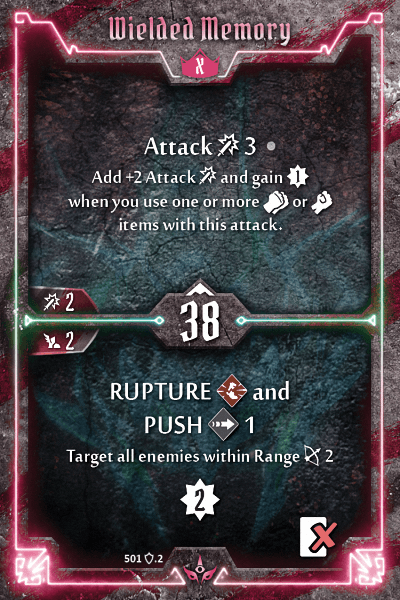 Wielded Memory
X
Attack 3
Add +2 Attack and gain 1
when you use one or more or
items with this attack.
2
38
2
RUPTURE and
PUSH 1
Target all enemies within Range 2
2
501 .2